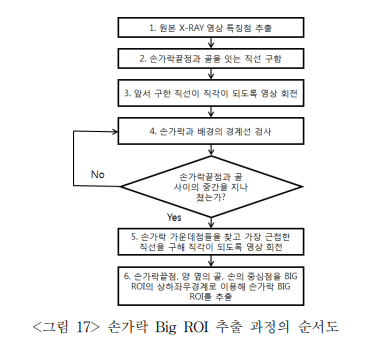 1. 원본 X-RAY 영상 특징점 추출
2. 손가락끝점과 골을 잇는 직선 구함
3. 앞서 구한 직선이 직각이 되도록 영상 회전
4. 손가락과 배경의 경계선 검사
No
손가락끝점과 골
사이의 중간을 지나
쳤는가?
Yes
5. 손가락 가운데점들을 찾고 가장 근접한
직선을 구해 직각이 되도록 영상 회전
6. 손가락끝점, 양 옆의 골, 손의 중심점을 BIG
ROI의 상하좌우경계로 이용해 손가락 BIG
ROI를 추출
<그림 17> 손가락 Big ROI 추출 과정의 순서도